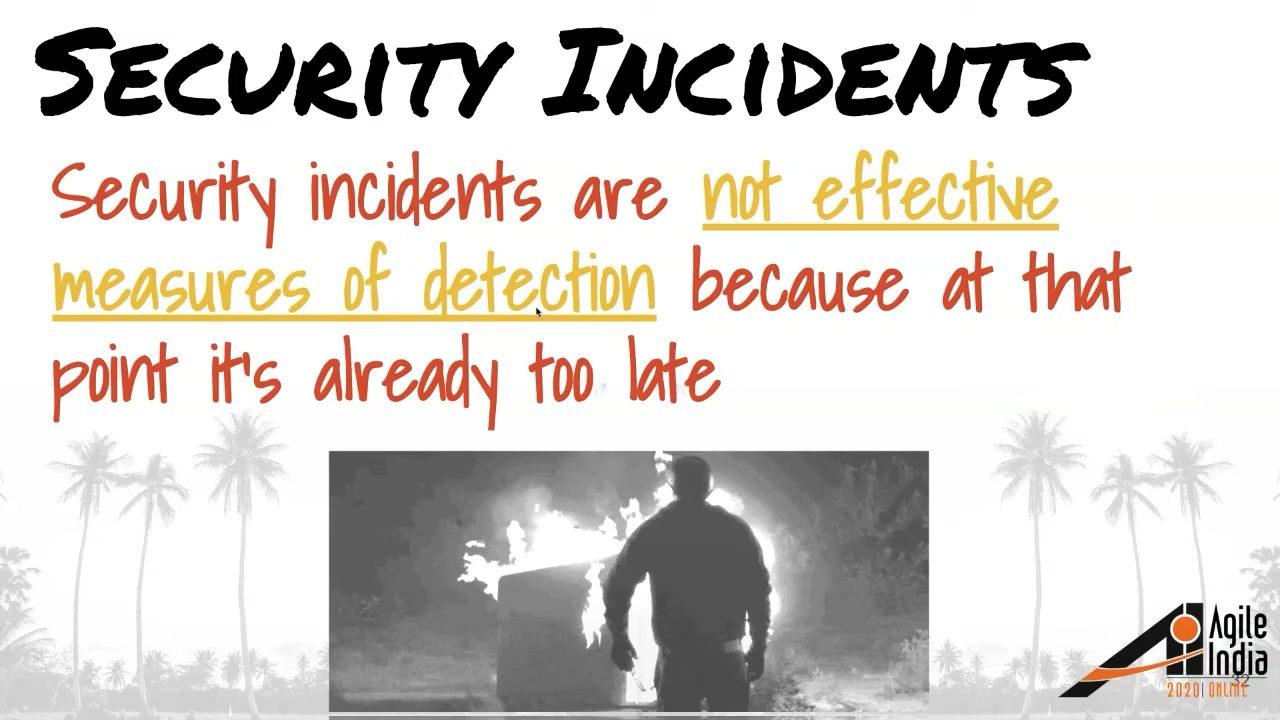 SECURITY INCIDENTS
Security incidents are not effective
measures of detection because at that
point it's already too late
Agile
India
32
2020 | ONLINE